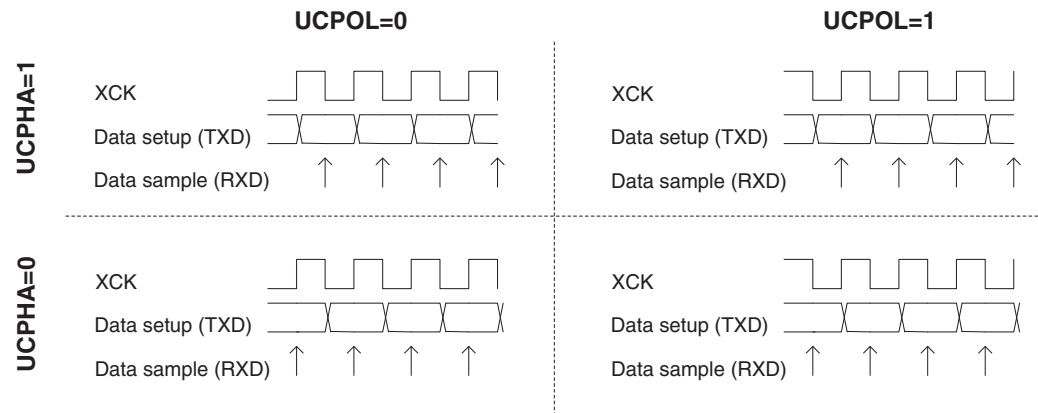 UCPOL=0
UCPOL=1
UCPHA=1
XCK
Data setup (TXD)
Data sample (RXD)
XCK
Data setup (TXD)
Data sample (RXD)
UCPHA=0
XCK
Data setup (TXD)
Data sample (RXD)
XCK
Data setup (TXD)
Data sample (RXD)